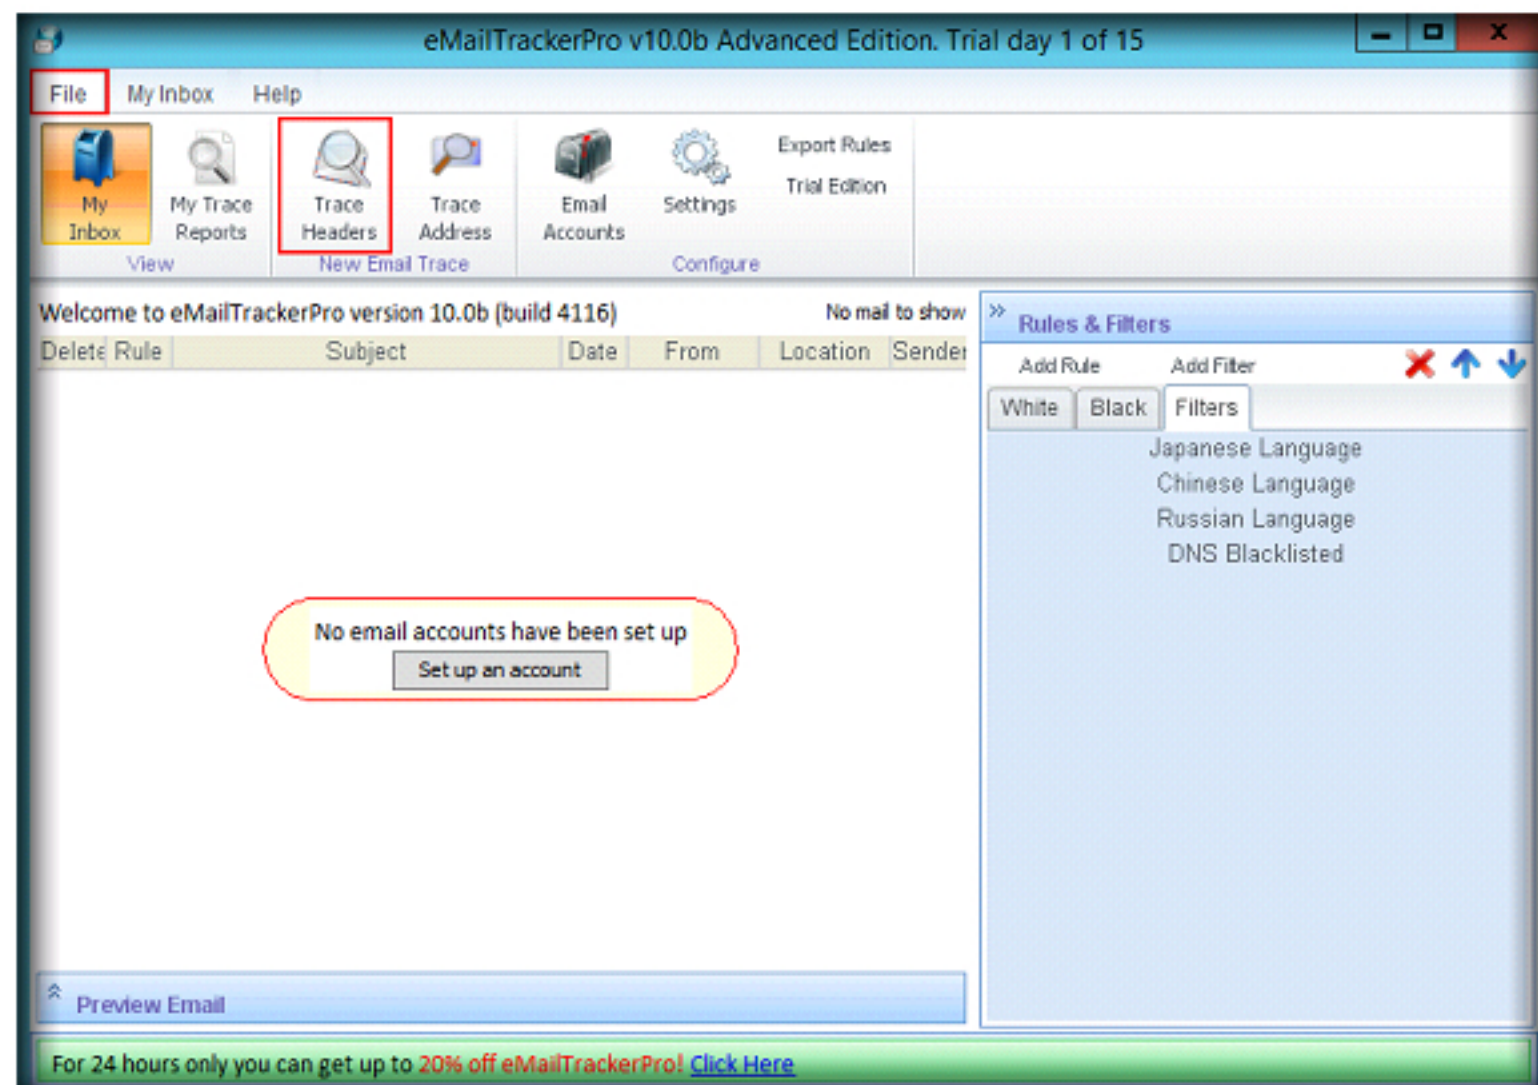 eMailTrackerPro v10.0b Advanced Edition. Trial day 1 of 15
File My Inbox Help
My Inbox
My Trace Reports
Trace Headers
Trace Address
Email Accounts
Settings
Export Rules
Trial Edition
View New Email Trace Configure
Welcome to eMailTrackerPro version 10.0b (build 4116) No mail to show
Delete Rule Subject Date From Location Sender
Rules & Filters
Add Rule Add Filter
White Black Filters
Japanese Language
Chinese Language
Russian Language
DNS Blacklisted
No email accounts have been set up
Set up an account
Preview Email
For 24 hours only you can get up to 20% off eMailTrackerPro! Click Here